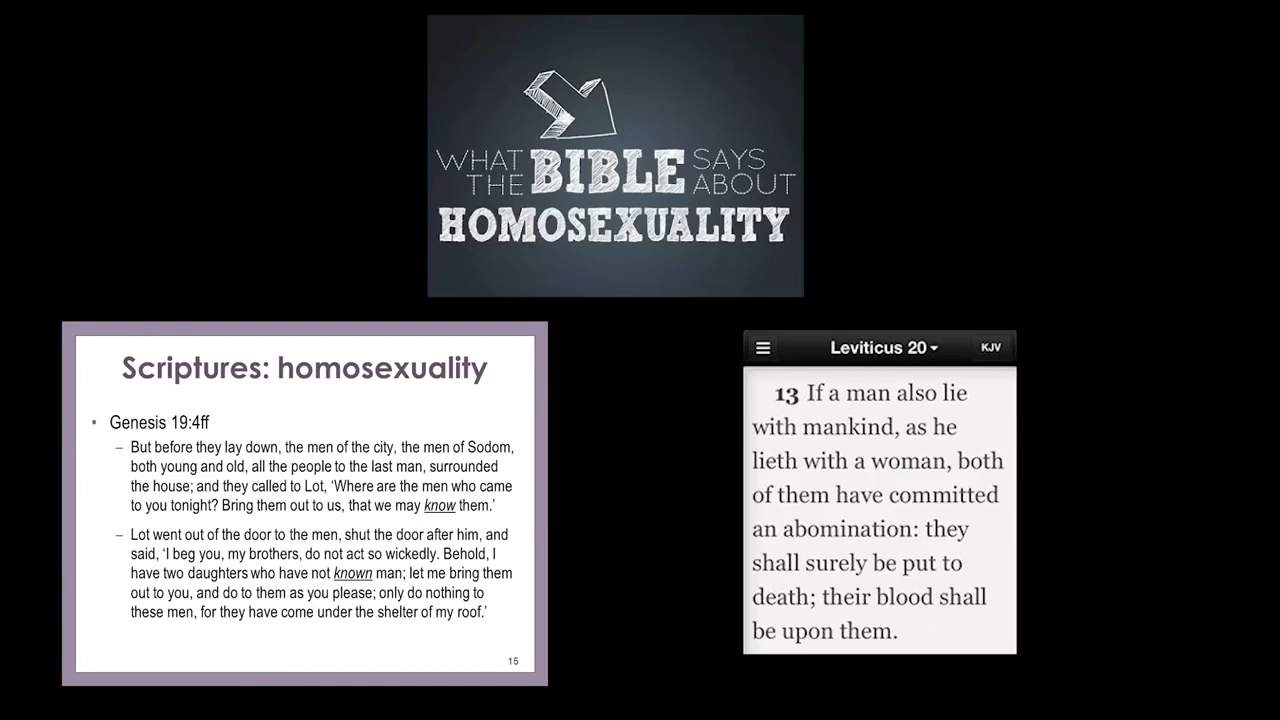 WHAT THE BIBLE SAYS ABOUT
HOMOSEXUALITY
Scriptures: homosexuality
• Genesis 19:4ff
– But before they lay down, the men of the city, the men of Sodom,
both young and old, all the people to the last man, surrounded
the house; and they called to Lot, ‘Where are the men who came
to you tonight? Bring them out to us, that we may know them.’
– Lot went out of the door to the men, shut the door after him, and
said, ‘I beg you, my brothers, do not act so wickedly. Behold, I
have two daughters who have not known man; let me bring them
out to you, and do to them as you please; only do nothing to
these men, for they have come under the shelter of my roof.’
15
Leviticus 20
KJV
13 If a man also lie
with mankind, as he
lieth with a woman, both
of them have committed
an abomination: they
shall surely be put to
death; their blood shall
be upon them.